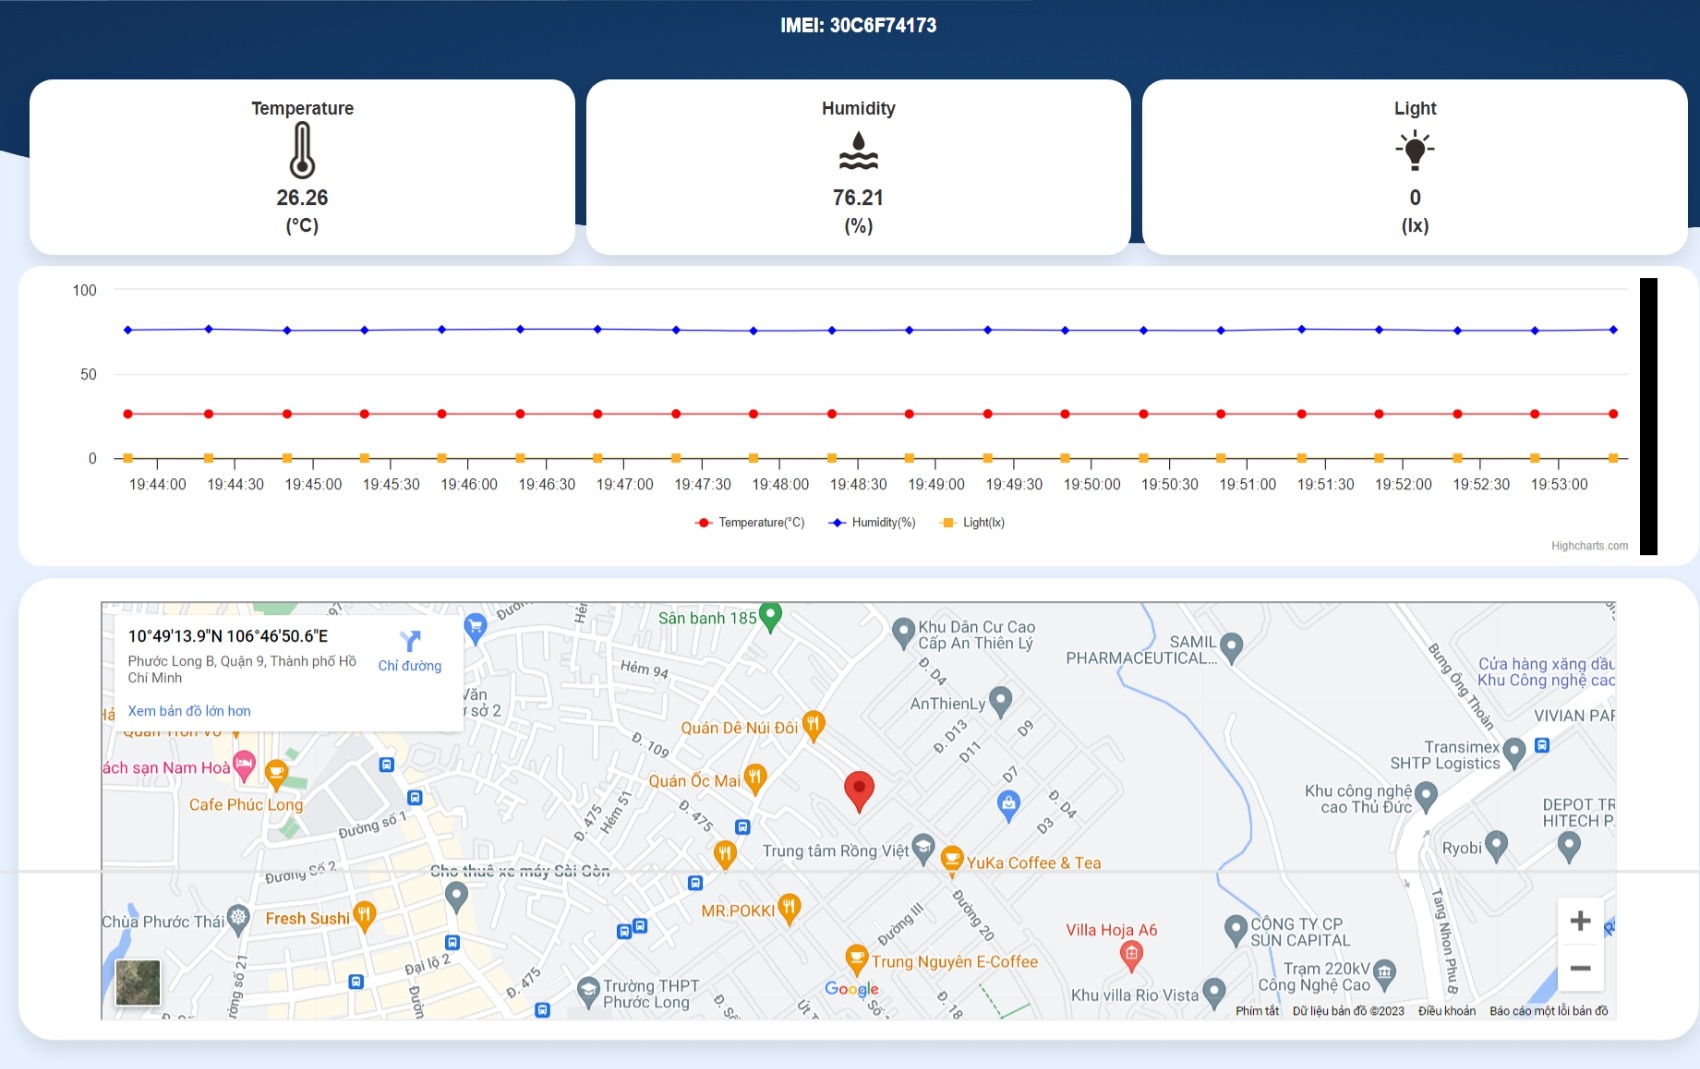 IMEI: 30C6F74173
Temperature
26.26
(°C)
Humidity
76.21
(%)
Light
0
(lx)
100
50
0
19:44:00 19:44:30 19:45:00 19:45:30 19:46:00 19:46:30 19:47:00 19:47:30 19:48:00 19:48:30 19:49:00 19:49:30 19:50:00 19:50:30 19:51:00 19:51:30 19:52:00 19:52:30 19:53:00
Temperature(°C) Humidity(%) Light(lx)
Highcharts.com
10°49'13.9"N 106°46'50.6"E
Phước Long B, Quận 9, Thành phố Hồ
Chí Minh
Chỉ đường
Xem bản đồ lớn hơn
Sân banh 185
Khu Dân Cư Cao
Cấp An Thiên Lý
SAMIL
PHARMACEUTICAL...
Bưng Ông Thoàn
Cửa hàng xăng dầu
Khu Công nghệ cao
Hẻm 94
Văn
sở 2
AnThienLy
Đ. D4
VIVIAN PAR
Quán Dê Núi Đôi
Đ. D13
D9
D11
Đ. 109
Transimex
SHTP Logistics
ách sạn Nam Hoà
Quán Ốc Mai
D7
Cafe Phúc Long
Đ. 475
Hẻm 51
Đ. 475
Đ. D4
D3
Khu công nghệ
cao Thủ Đức
DEPOT TR
HITECH P.
Đường số 1
Trung tâm Rồng Việt
YuKa Coffee & Tea
Ryobi
Đường Số 2
Cho thuê xe máy Sài Gòn
Chùa Phước Thái
Fresh Sushi
MR.POKKI
Đường III
Đường 20
Villa Hoja A6
CÔNG TY CP
SUN CAPITAL
Tang Nhon Phu B
Đại lộ 2
Đ. 475
Trung Nguyên E-Coffee
Trạm 220kV
Công Nghệ Cao
ường số 21
Trường THPT
Phước Long
Google
Đ. 18
Khu villa Rio Vista
Phím tắt Dữ liệu bản đồ ©2023 Điều khoản Báo cáo một lỗi bản đồ